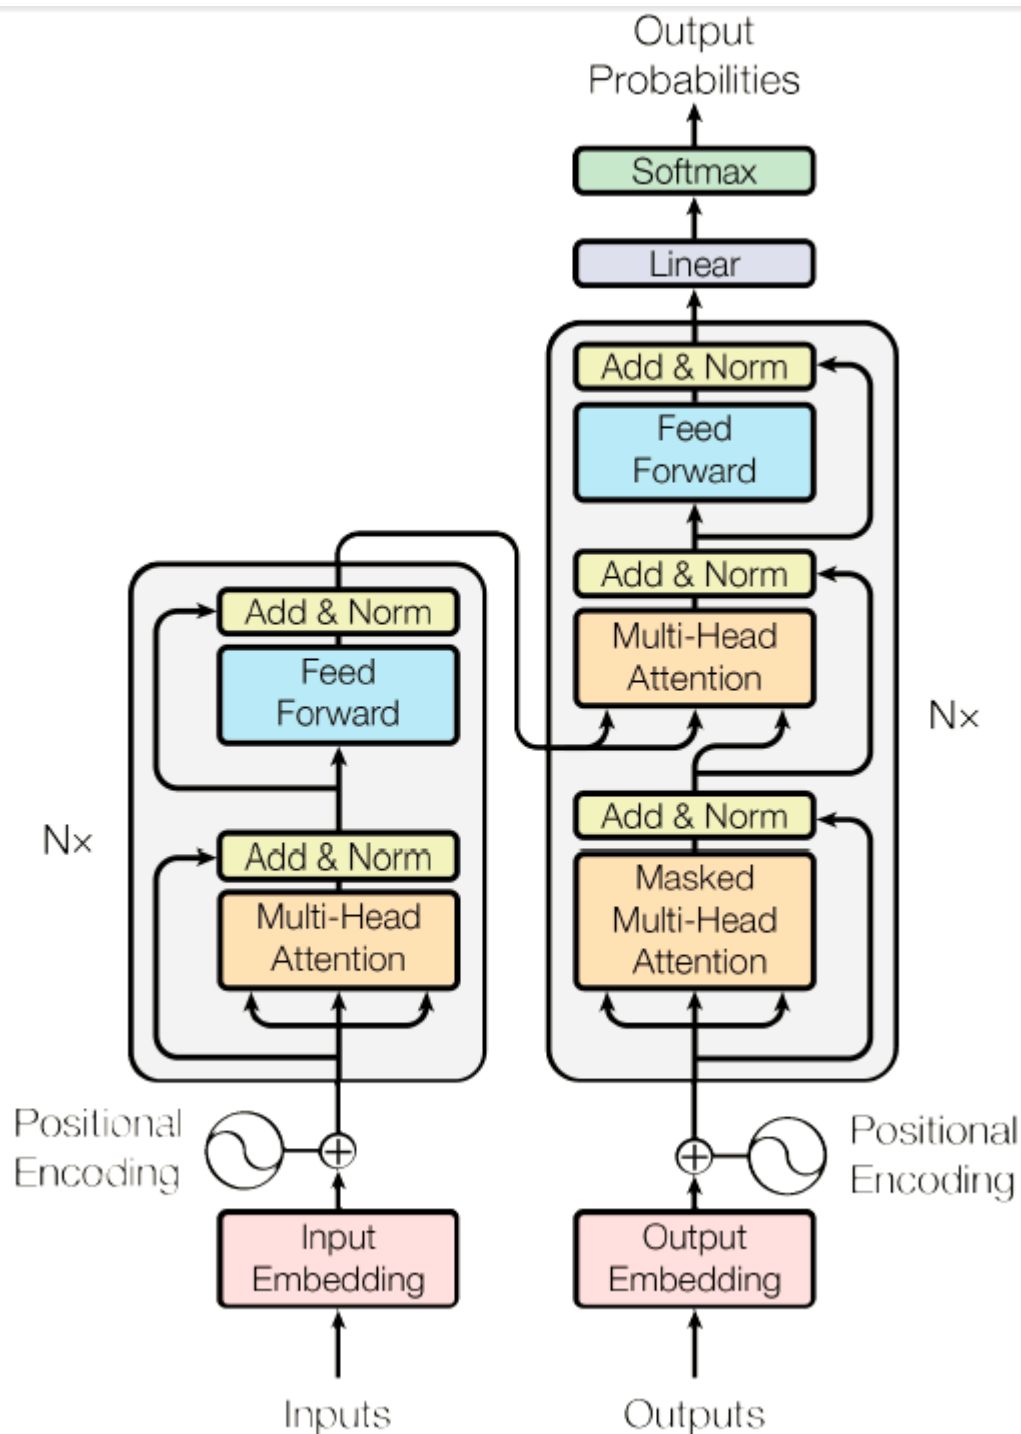 Output
Probabilities
Softmax
Linear
Add & Norm
Feed
Forward
Add & Norm
Multi-Head
Attention
Nx
Add & Norm
Masked
Multi-Head
Attention
Add & Norm
Feed
Forward
Nx
Add & Norm
Multi-Head
Attention
Positional
Encoding
Positional
Encoding
Input
Embedding
Output
Embedding
Inputs
Outputs